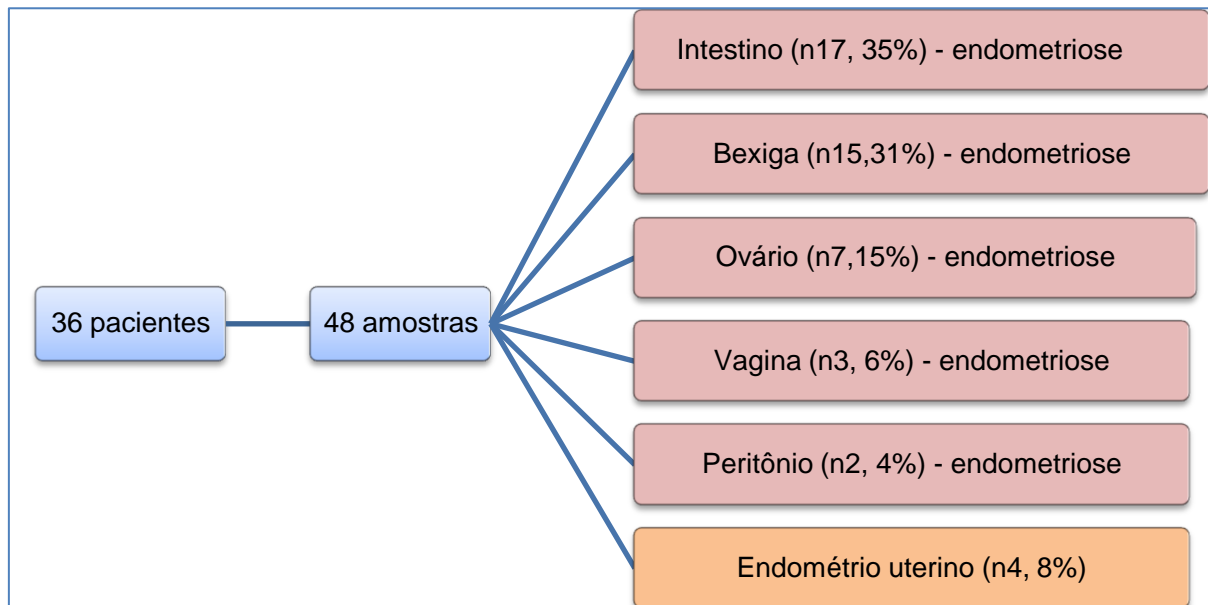 36 pacientes
48 amostras
Intestino (n17, 35%) - endometriose
Bexiga (n15,31%) - endometriose
Ovário (n7,15%) - endometriose
Vagina (n3, 6%) - endometriose
Peritônio (n2, 4%) - endometriose
Endométrio uterino (n4, 8%)